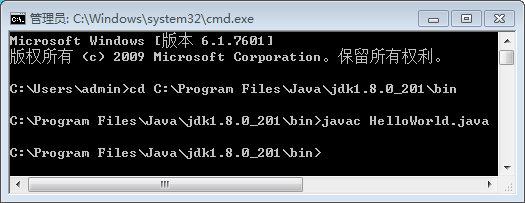 管理员: C:\Windows\system32\cmd.exe
Microsoft Windows [版本 6.1.7601]
版权所有 (c) 2009 Microsoft Corporation。保留所有权利。
C:\Users\admin>cd C:\Program Files\Java\jdk1.8.0_201\bin
C:\Program Files\Java\jdk1.8.0_201\bin>javac HelloWorld.java
C:\Program Files\Java\jdk1.8.0_201\bin>